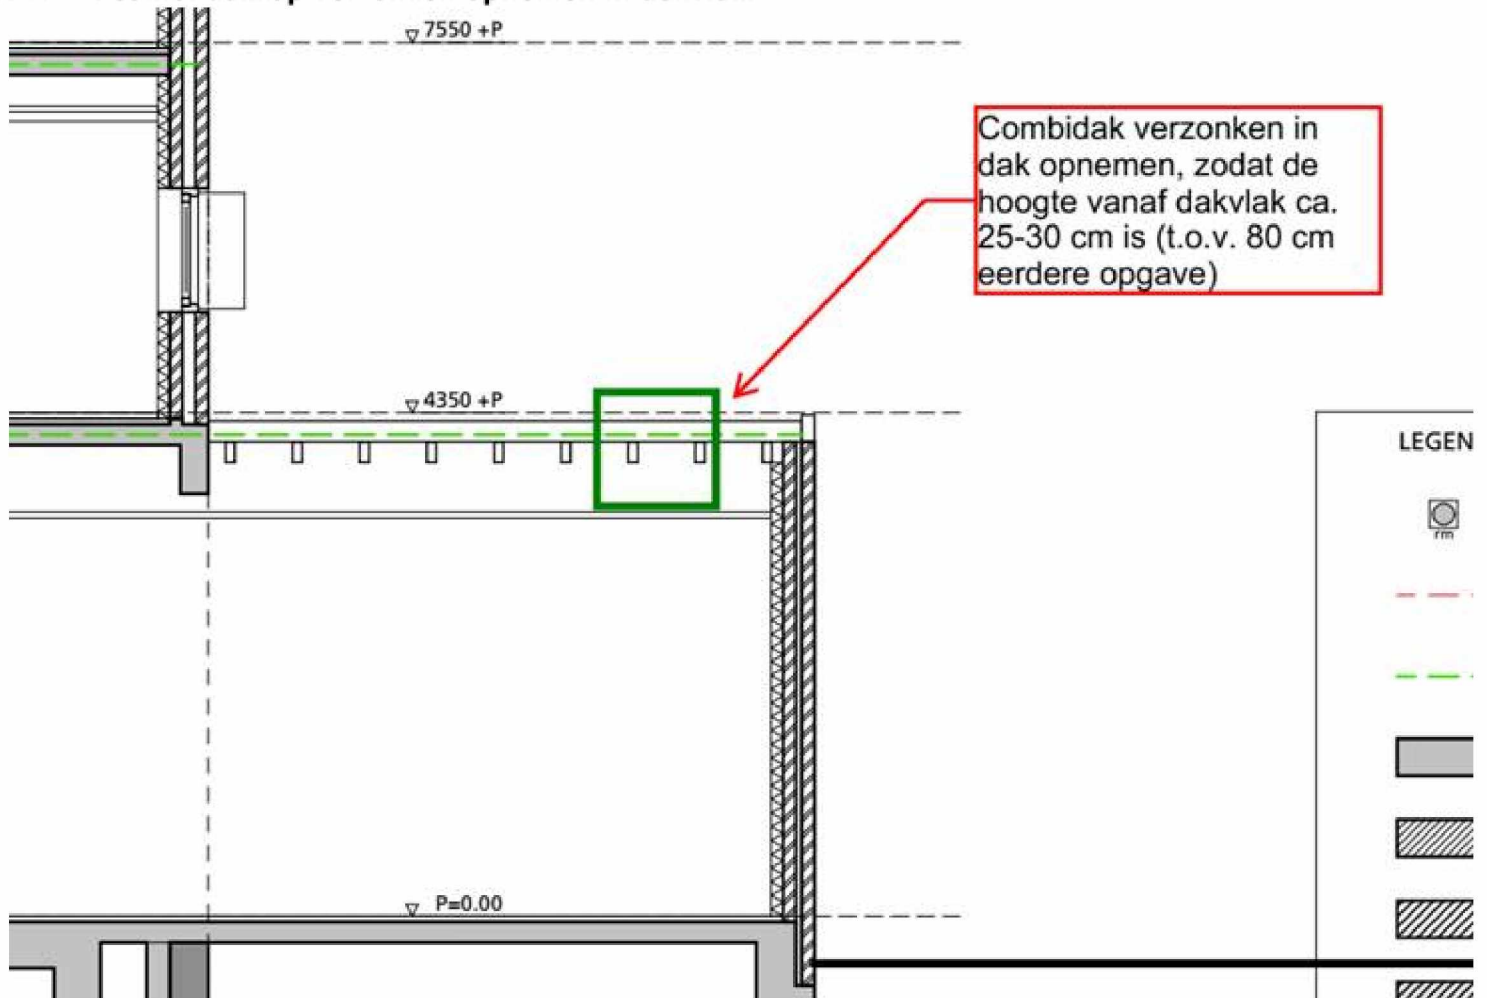 7550 +P
Combidak verzonken in
dak opnemen, zodat de
hoogte vanaf dakvlak ca.
25-30 cm is (t.o.v. 80 cm
eerdere opgave)
4350 +P
LEGEN
rm
P=0.00